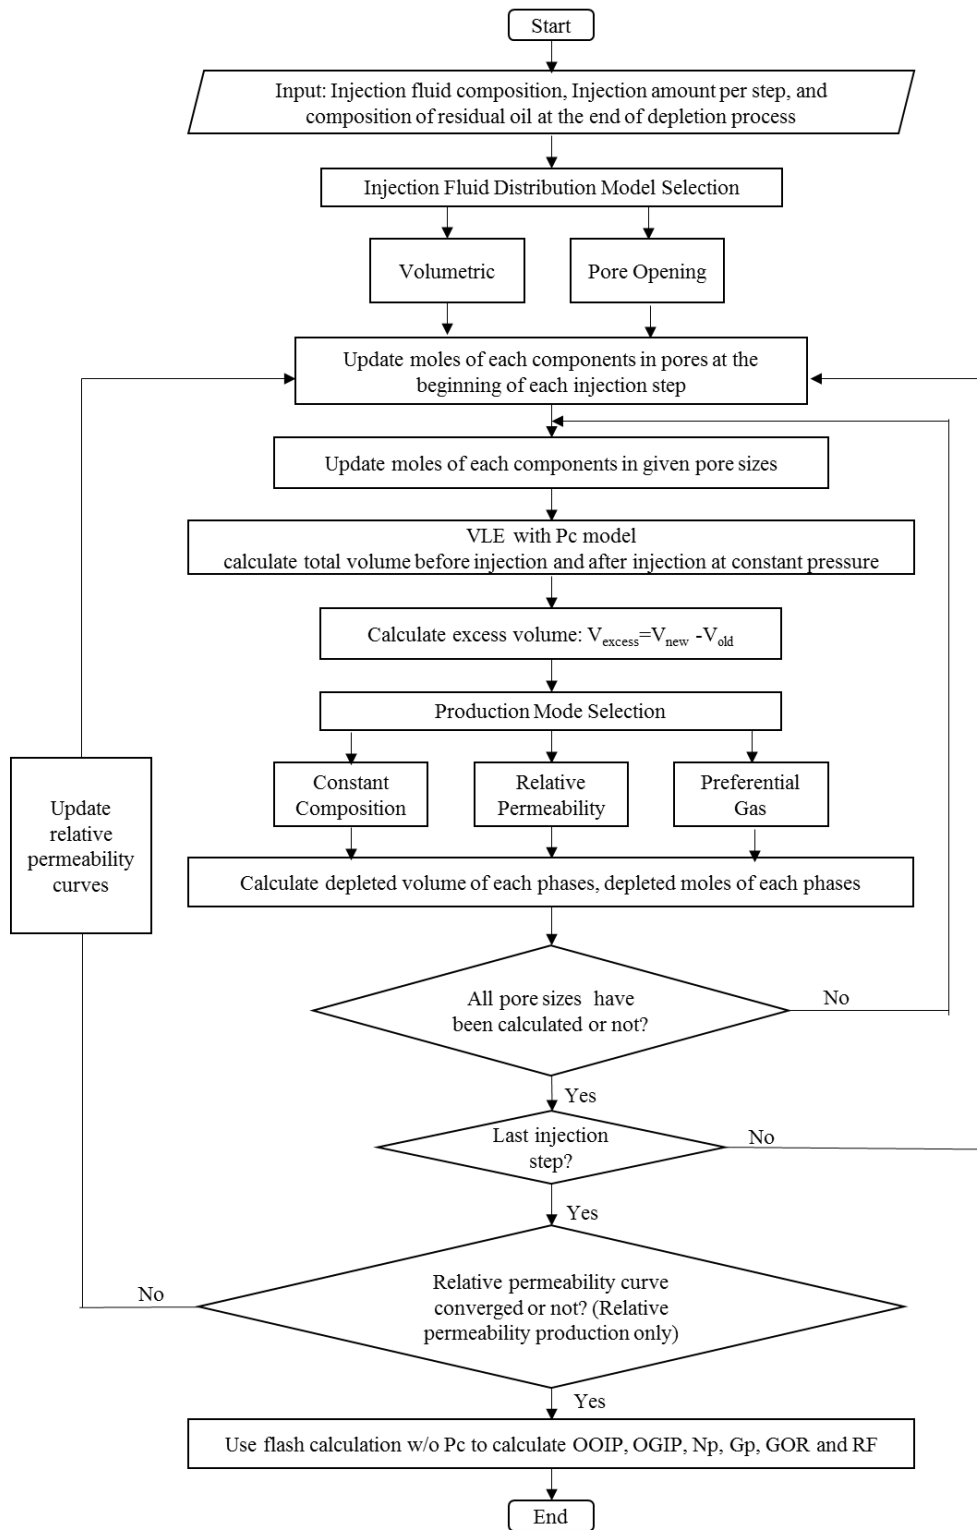 Start
Input: Injection fluid composition, Injection amount per step, and
composition of residual oil at the end of depletion process
Injection Fluid Distribution Model Selection
Volumetric
Pore Opening
Update moles of each components in pores at the
beginning of each injection step
Update moles of each components in given pore sizes
VLE with Pc model
calculate total volume before injection and after injection at constant pressure
Calculate excess volume: Vexcess=Vnew -Vold
Production Mode Selection
Constant
Composition
Relative
Permeability
Preferential
Gas
Update
relative
permeability
curves
Calculate depleted volume of each phases, depleted moles of each phases
All pore sizes have
been calculated or not?
No
Yes
Last injection
step?
No
Yes
Relative permeability curve
converged or not? (Relative
permeability production only)
No
Yes
Use flash calculation w/o Pc to calculate OOIP, OGIP, Np, Gp, GOR and RF
End